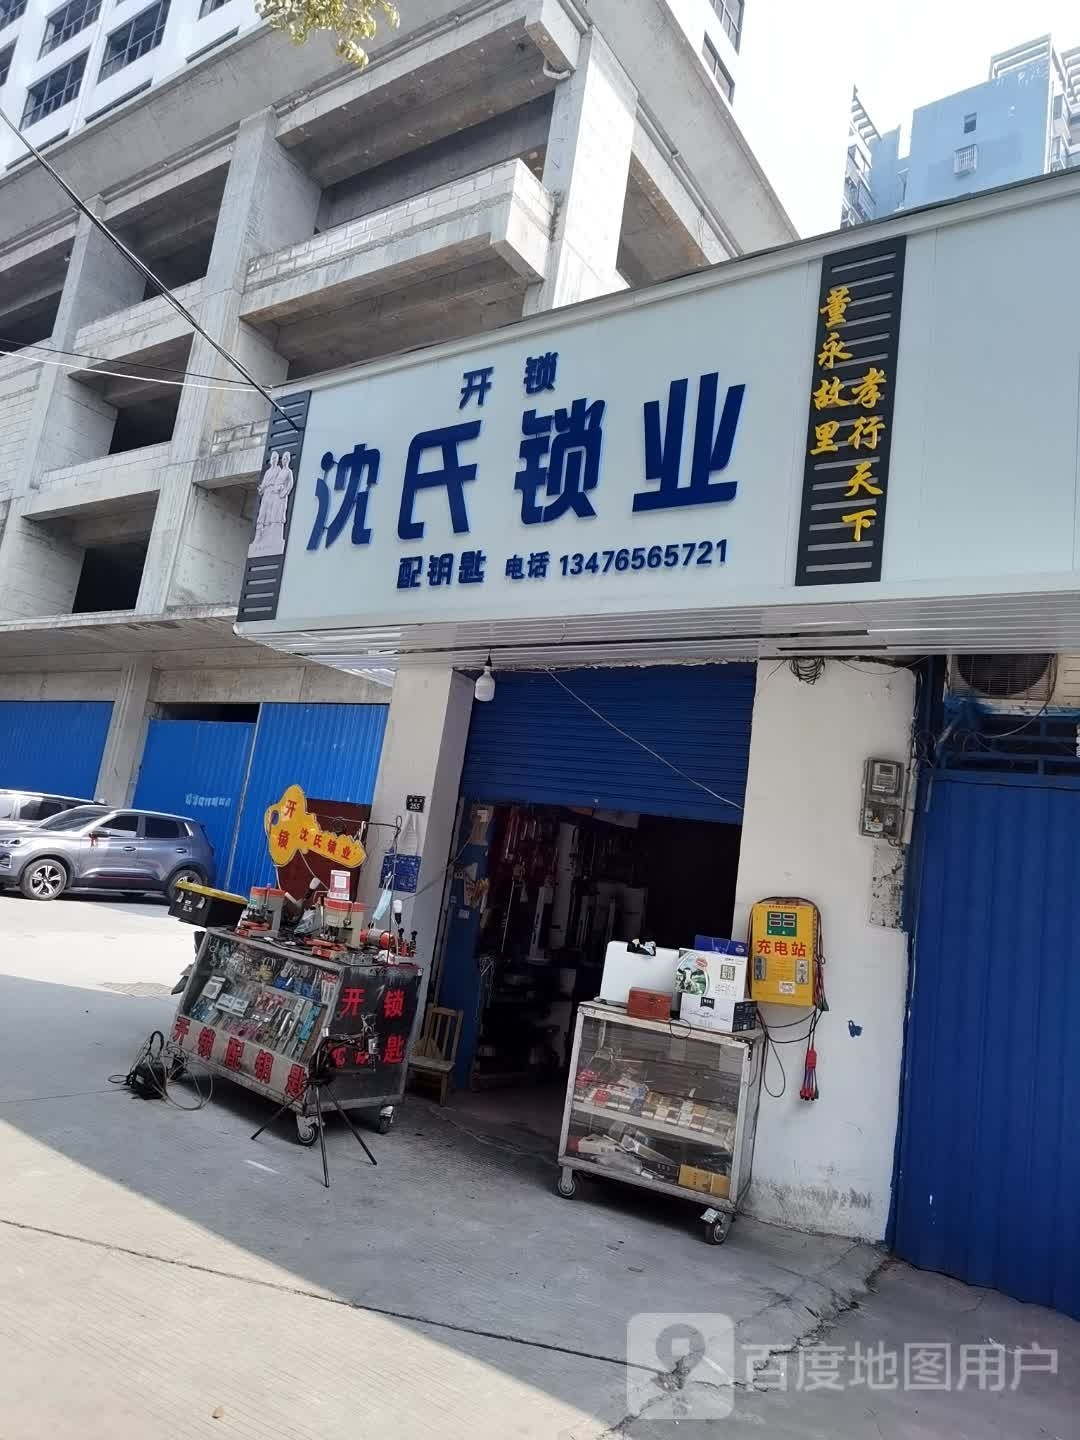 开锁
沈氏锁业
配钥匙 电话 13476565721
董永故里
孝行天下
开锁
沈氏锁业
255
充电站
开锁配钥匙
开锁
匙
百度地图用户